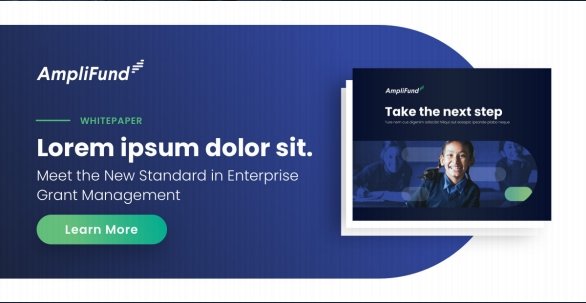 AmpliFund
WHITEPAPER
Lorem ipsum dolor sit.
Meet the New Standard in Enterprise
Grant Management
Learn More
AmpliFund
Take the next step